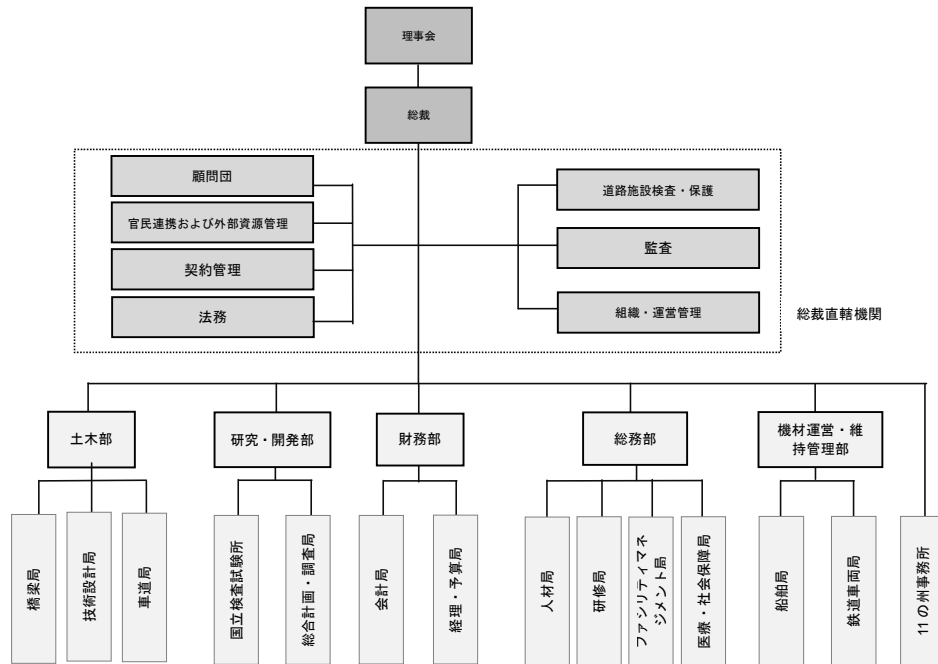 理事会
総裁
顧問団
官民連携および外部資源管理
契約管理
法務
道路施設検査・保護
監査
組織・運営管理
総裁直轄機関
土木部
研究・開発部
財務部
総務部
機材運営・維
持管理部
橋梁局
技術設計局
車道局
国立検査試験所
総合計画・調査局
会計局
経理・予算局
人材局
研修局
ファシリティマネ
ジメント局
医療・社会保障局
船舶局
鉄道車両局
11の州事務所